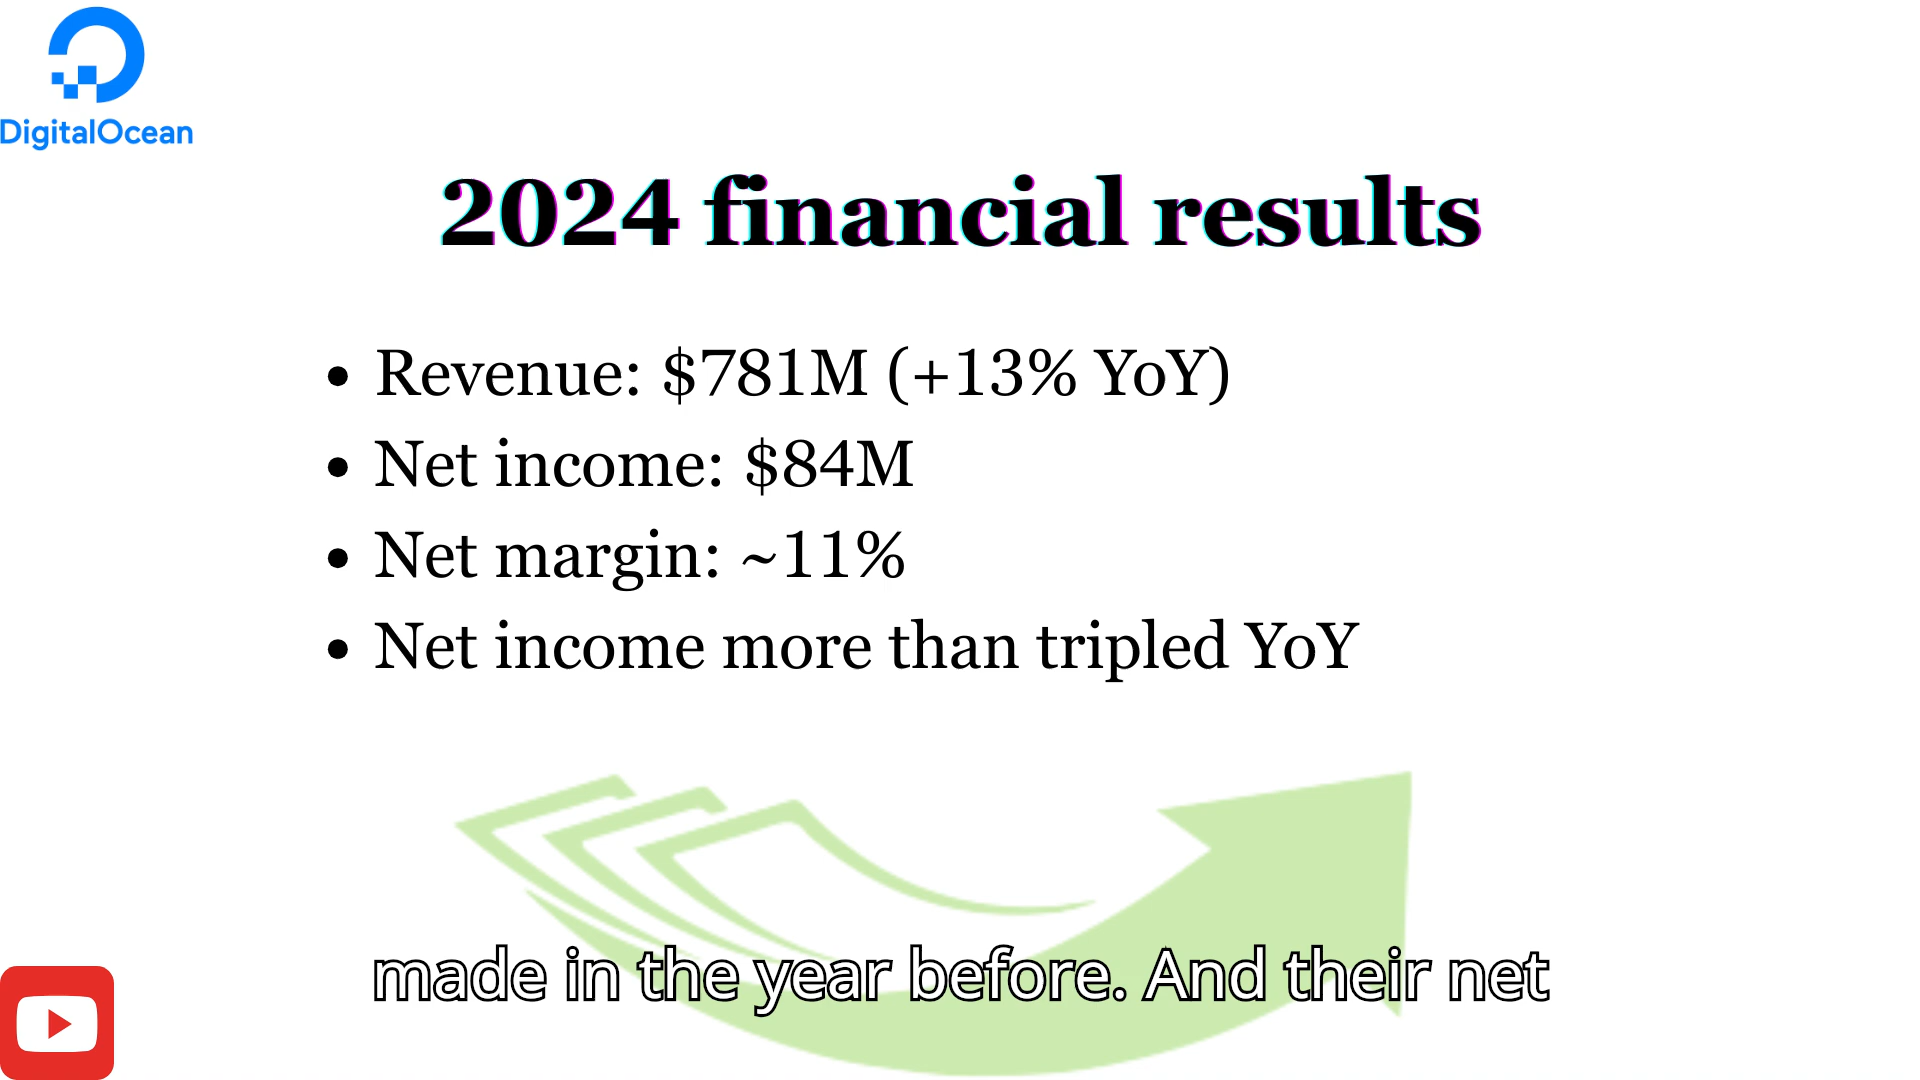 DigitalOcean
2024 financial results
• Revenue: $781M (+13% YoY)
• Net income: $84M
• Net margin: ~11%
• Net income more than tripled YoY
made in the year before. And their net